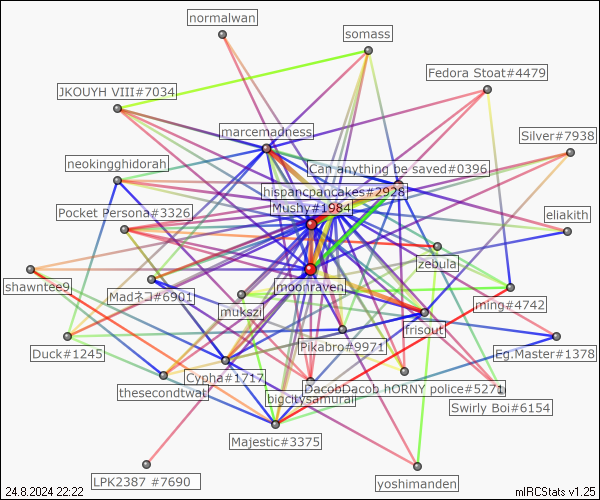 normalwan
somass
Fedora Stoat#4479
JKOUYH VIII#7034
marcemadness
Silver#7938
neokingghidorah
Can anything be saved#0396
hispancpancakes#2928
Mushy#1984
Pocket Persona#3326
eliakith
zebula
shawntee9
moonraven
Madネコ#6901
mukszi
ming#4742
frisout
Pikabro#9971
Duck#1245
Eg.Master#1378
Cypha#1717
thesecondtwat
DacobDacob hORNY police#5271
bigcitysamurai
Swirly Boi#6154
Majestic#3375
LPK2387 #7690
yoshimanden
24.8.2024 22:22
mIRCStats v1.25